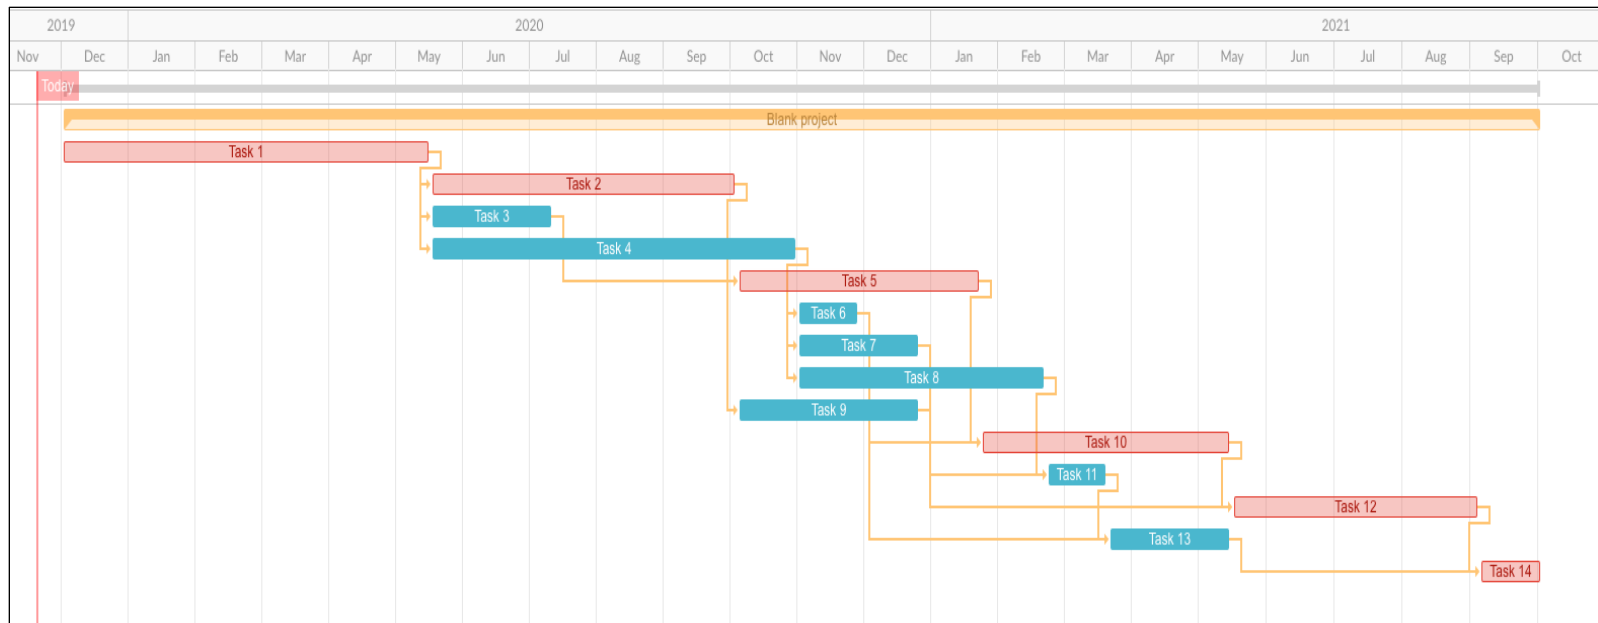 2019 2020 2021
Nov Dec Jan Feb Mar Apr May Jun Jul Aug Sep Oct Nov Dec Jan Feb Mar Apr May Jun Jul Aug Sep Oct
Today
Blank project
Task 1
Task 2
Task 3
Task 4
Task 5
Task 6
Task 7
Task 8
Task 9
Task 10
Task 11
Task 12
Task 13
Task 14